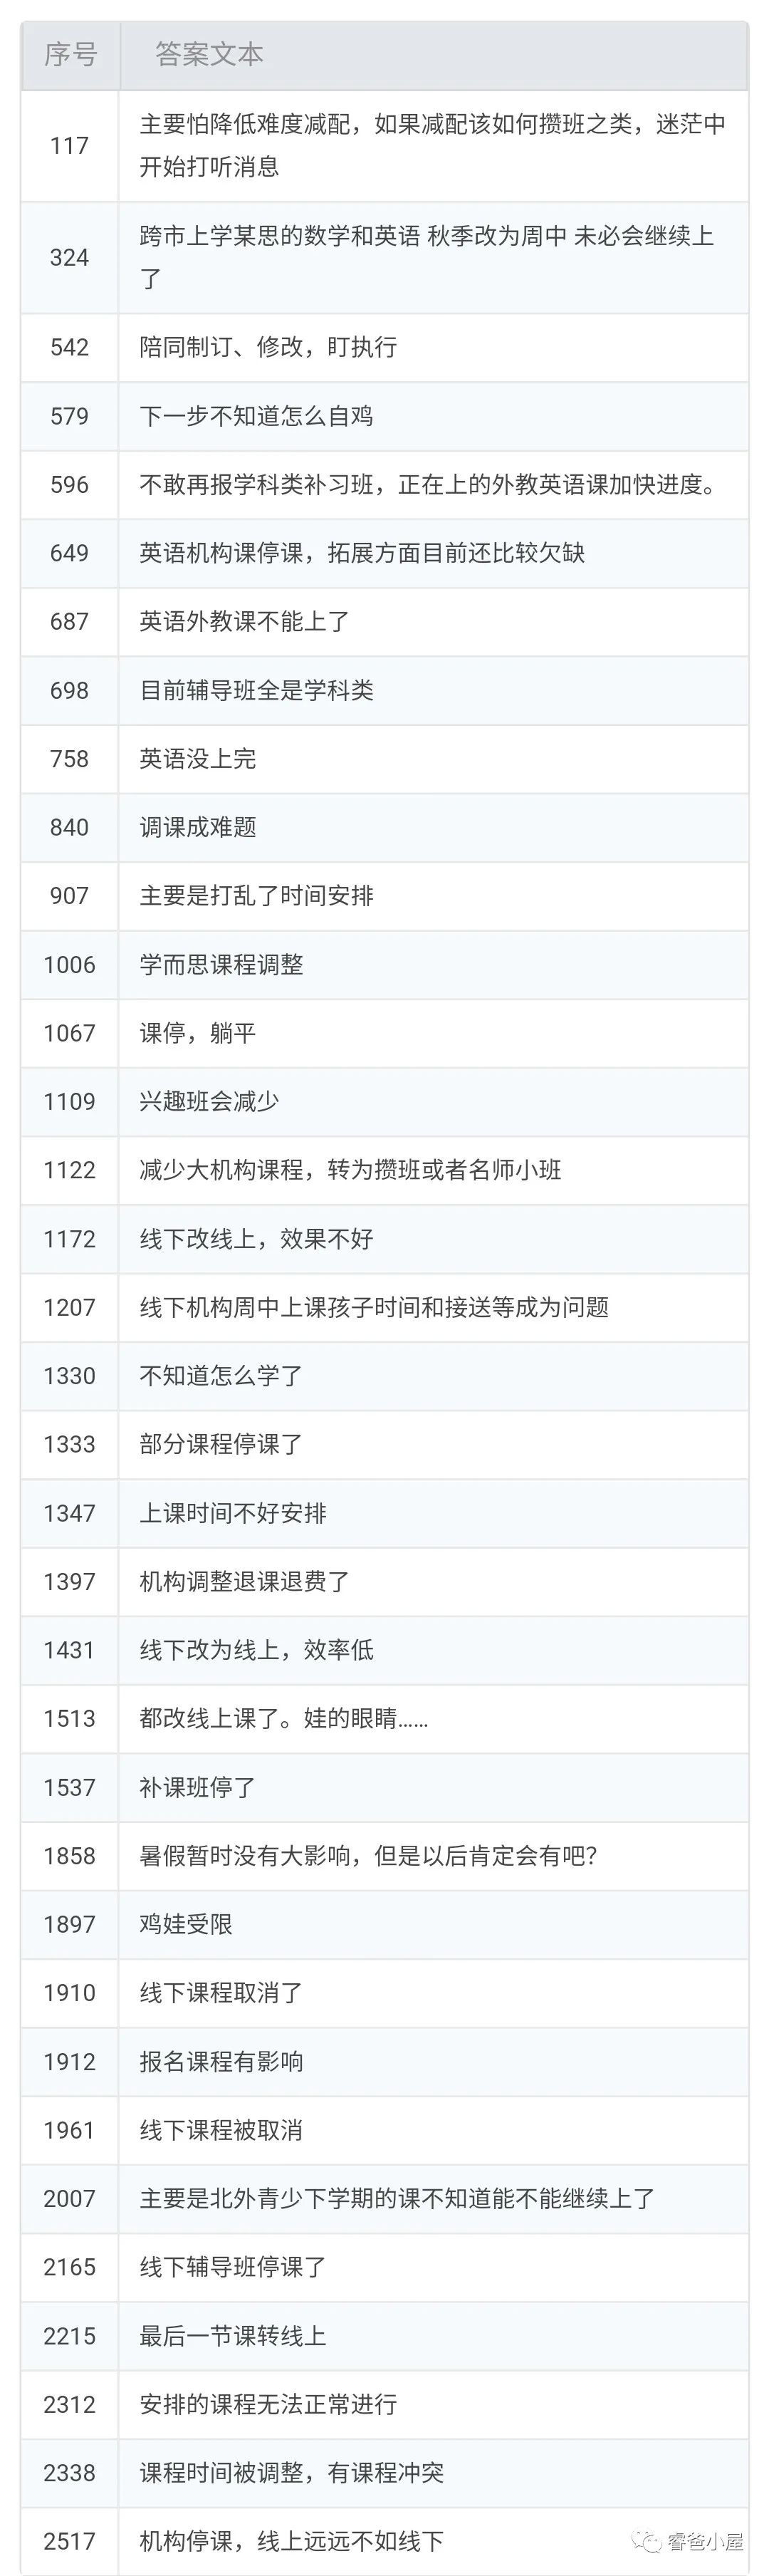 序号 答案文本
117 主要怕降低难度减配，如果减配该如何攒班之类，迷茫中
开始打听消息
324 跨市上学某思的数学和英语 秋季改为周中 未必会继续上
了
542 陪同制订、修改，盯执行
579 下一步不知道怎么自鸡
596 不敢再报学科类补习班，正在上的外教英语课加快进度。
649 英语机构课停课，拓展方面目前还比较欠缺
687 英语外教课不能上了
698 目前辅导班全是学科类
758 英语没上完
840 调课成难题
907 主要是打乱了时间安排
1006 学而思课程调整
1067 课停，躺平
1109 兴趣班会减少
1122 减少大机构课程，转为攒班或者名师小班
1172 线下改线上，效果不好
1207 线下机构周中上课孩子时间和接送等成为问题
1330 不知道怎么学了
1333 部分课程停课了
1347 上课时间不好安排
1397 机构调整退课退费了
1431 线下改为线上，效率低
1513 都改线上课了。娃的眼睛……
1537 补课班停了
1858 暑假暂时没有大影响，但是以后肯定会有吧？
1897 鸡娃受限
1910 线下课程取消了
1912 报名课程有影响
1961 线下课程被取消
2007 主要是北外青少下学期的课不知道能不能继续上了
2165 线下辅导班停课了
2215 最后一节课转线上
2312 安排的课程无法正常进行
2338 课程时间被调整，有课程冲突
2517 机构停课，线上远远不如线下
睿爸小屋